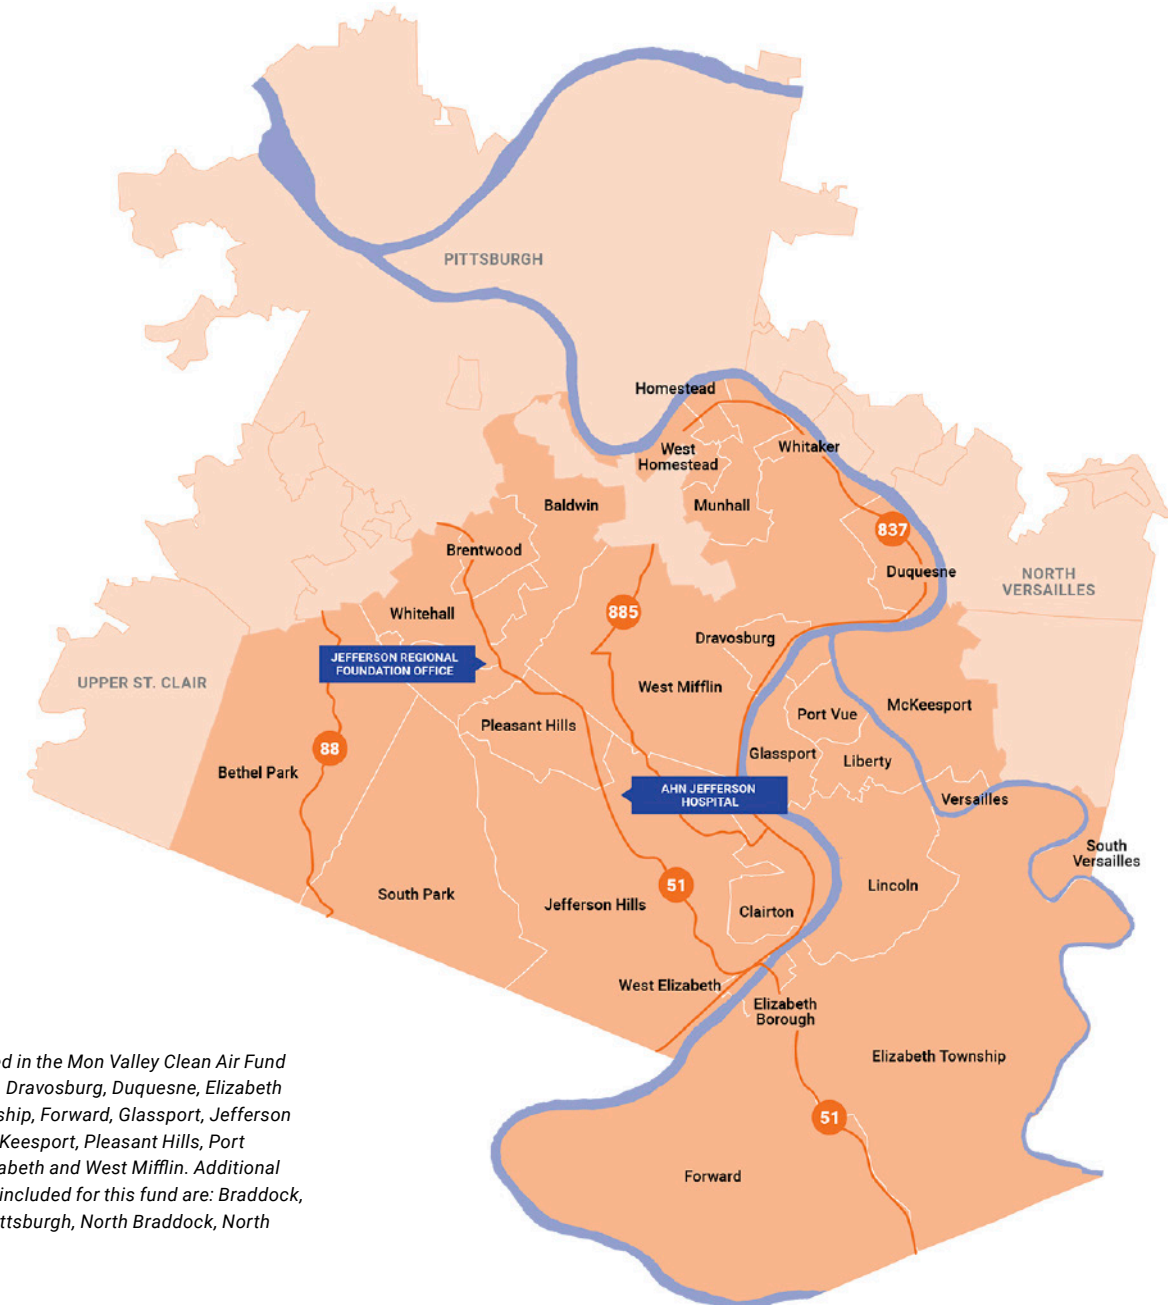 PITTSBURGH
Homestead
West
Homestead
Whitaker
Baldwin
Munhall
837
Brentwood
Duquesne
NORTH
VERSAILLES
Whitehall
885
Dravosburg
JEFFERSON REGIONAL
FOUNDATION OFFICE
UPPER ST. CLAIR
West Mifflin
McKeesport
Port Vue
Pleasant Hills
88
Glassport
Liberty
Bethel Park
AHN JEFFERSON
HOSPITAL
Versailles
South
Versailles
51
Lincoln
South Park
Jefferson Hills
Clairton
West Elizabeth
Elizabeth
Borough
Elizabeth Township
51
Forward
ed in the Mon Valley Clean Air Fund
Dravosburg, Duquesne, Elizabeth
ship, Forward, Glassport, Jefferson
Keesport, Pleasant Hills, Port
abeth and West Mifflin. Additional
included for this fund are: Braddock,
ttsburgh, North Braddock, North